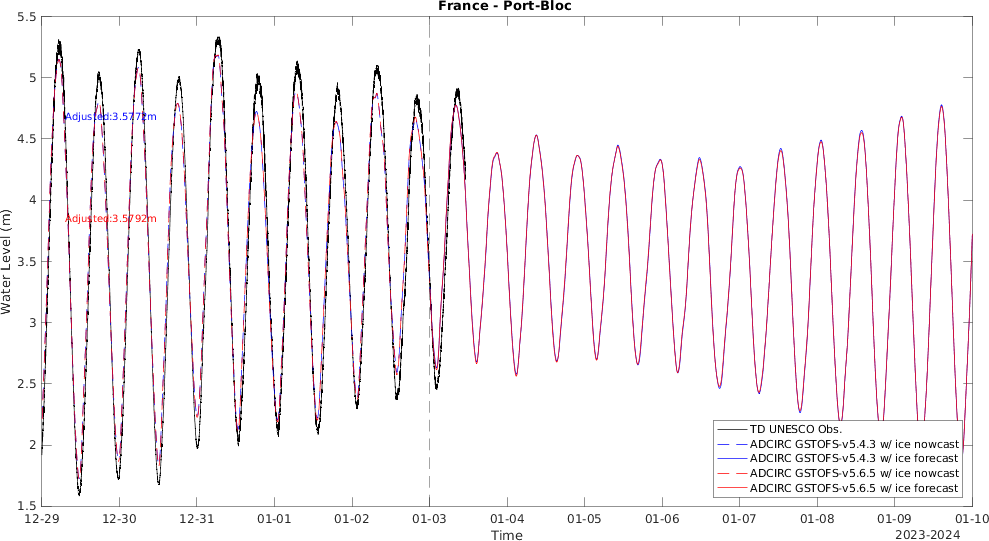 France - Port-Bloc
5.5
5
4.5
4
3.5
3
2.5
2
1.5
Water Level (m)
Adjusted:3.5772m
Adjusted:3.5792m
TD UNESCO Obs.
ADCIRC GSTOFS-v5.4.3 w/ ice nowcast
ADCIRC GSTOFS-v5.4.3 w/ ice forecast
ADCIRC GSTOFS-v5.6.5 w/ ice nowcast
ADCIRC GSTOFS-v5.6.5 w/ ice forecast
12-29 12-30 12-31 01-01 01-02 01-03 01-04 01-05 01-06 01-07 01-08 01-09 01-10
Time
2023-2024